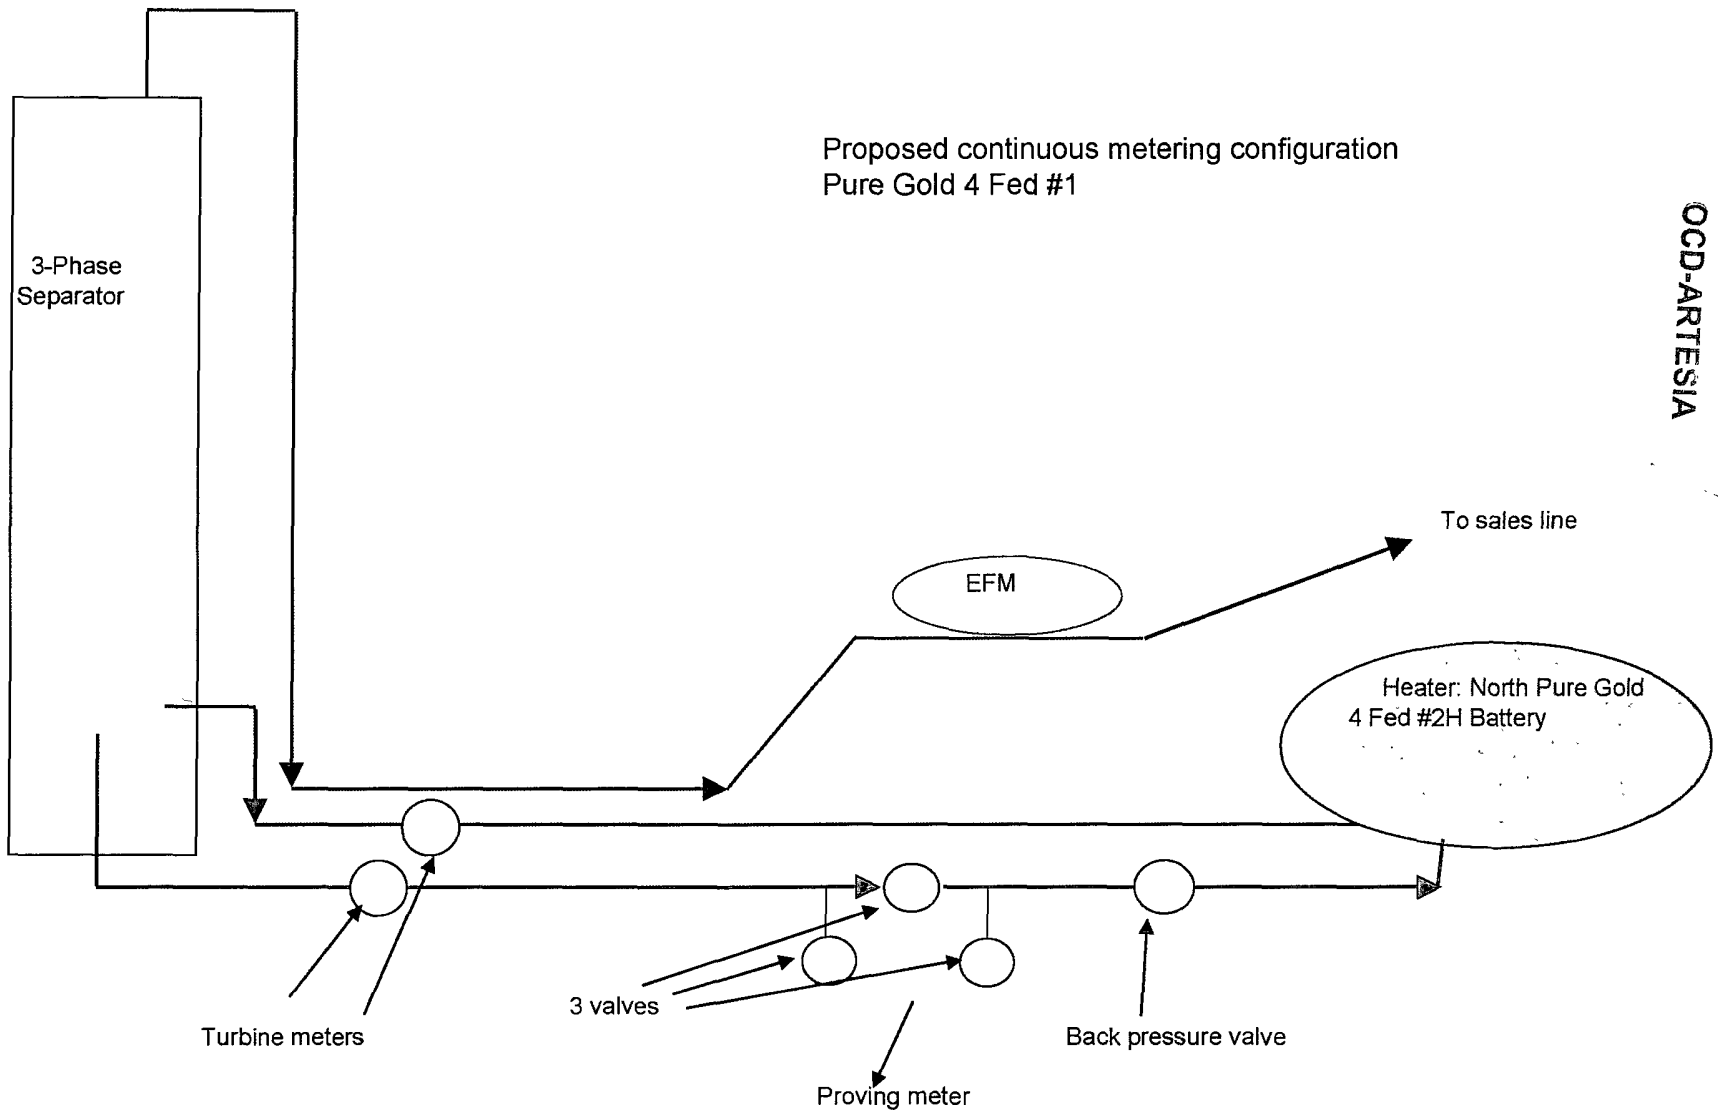 Proposed continuous metering configuration
Pure Gold 4 Fed #1
OCD-ARTESIA
3-Phase
Separator
To sales line
EFM
Heater: North Pure Gold
4 Fed #2H Battery
3 valves
Turbine meters
Back pressure valve
Proving meter